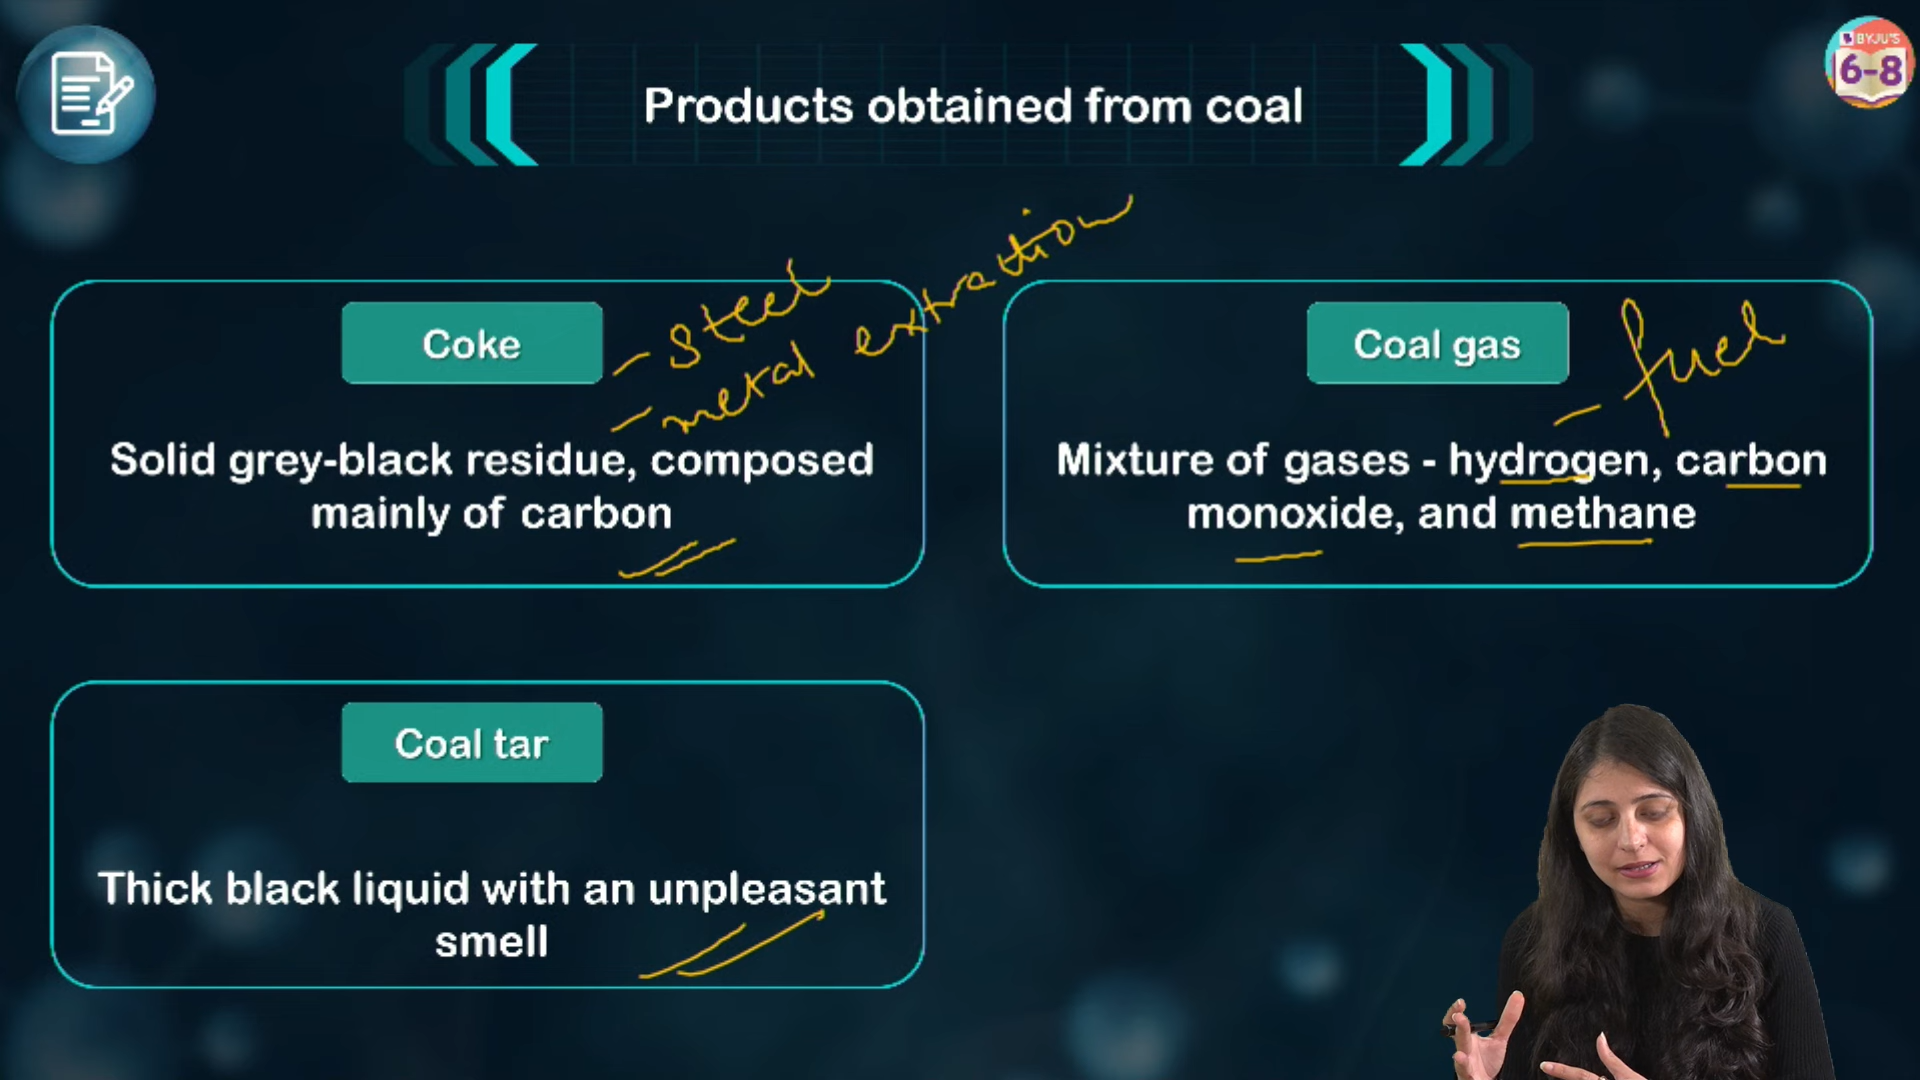 BYJU'S
6-8
Products obtained from coal
Coke
- steel
- metal extraction
Solid grey-black residue, composed
mainly of carbon
Coal gas
- fuel
Mixture of gases - hydrogen, carbon
monoxide, and methane
Coal tar
Thick black liquid with an unpleasant
smell